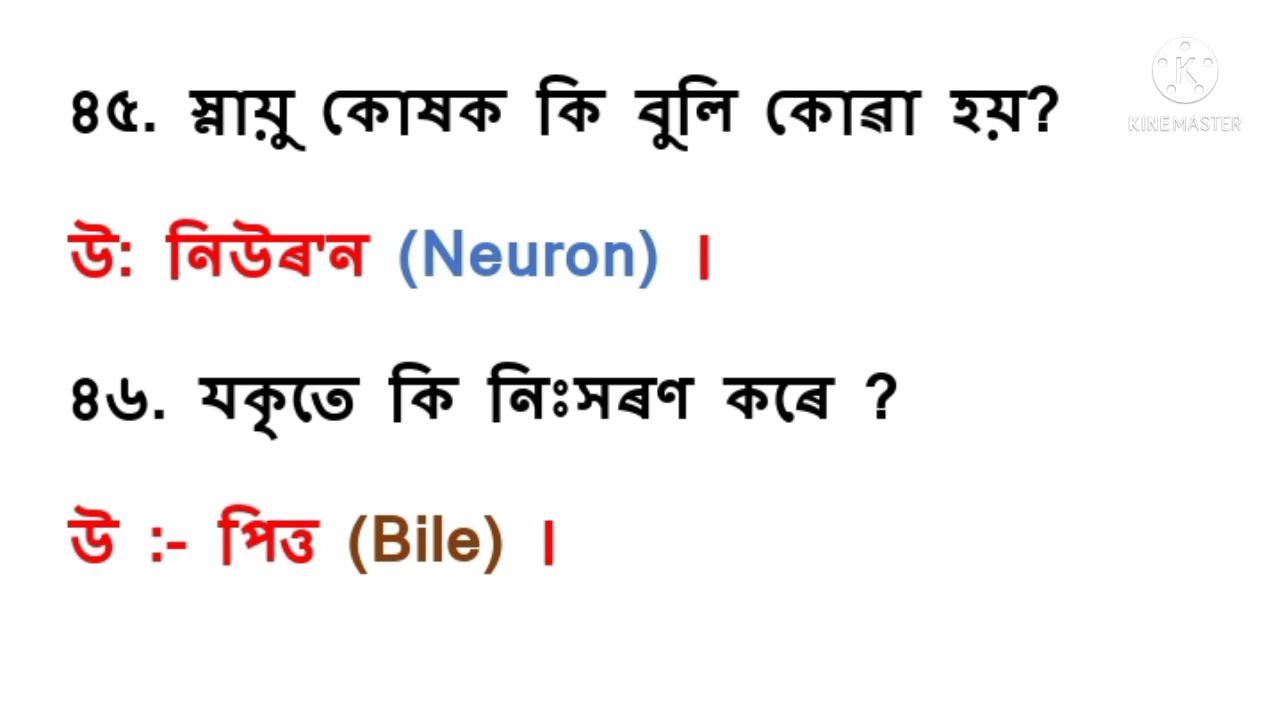 ৪৫. স্নায়ু কোষক কি বুলি কোৱা হয়?
KINEMASTER
উ: নিউৰ'ন (Neuron) ।
৪৬. যকৃতে কি নিঃসৰণ কৰে ?
উ :- পিত্ত (Bile) ।